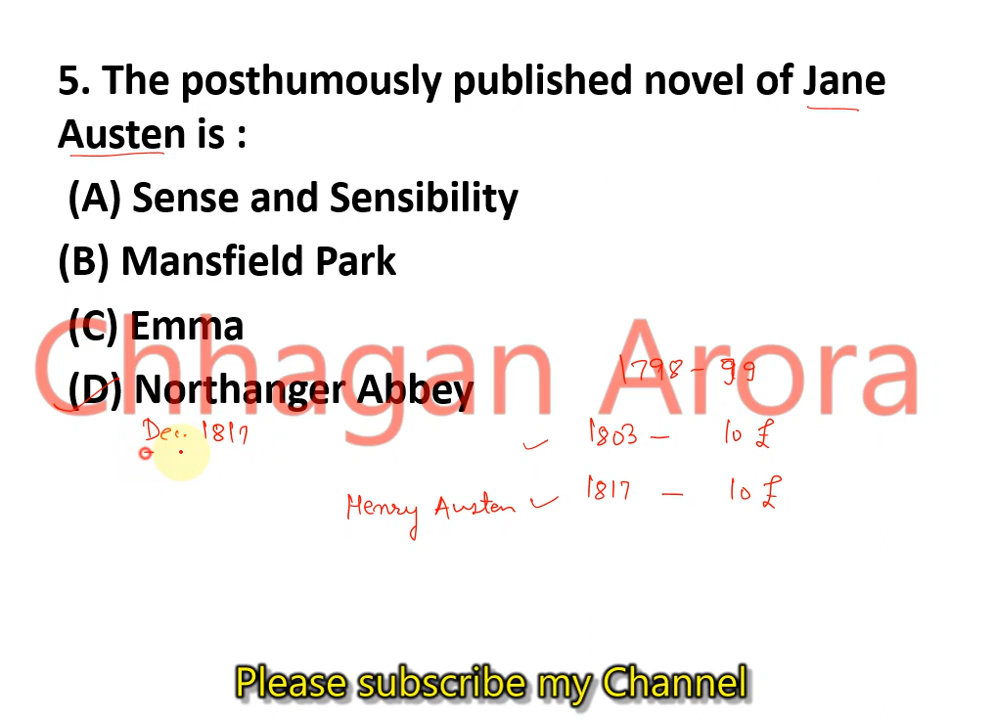 5. The posthumously published novel of Jane
Austen is :
(A) Sense and Sensibility
(B) Mansfield Park
(C) Emma
Chhagan Arora
1798 - 99
(D) Northanger Abbey
Dec. 1817
1803 - 10 £
Henry Austen 1817 - 10 £
Please subscribe my Channel